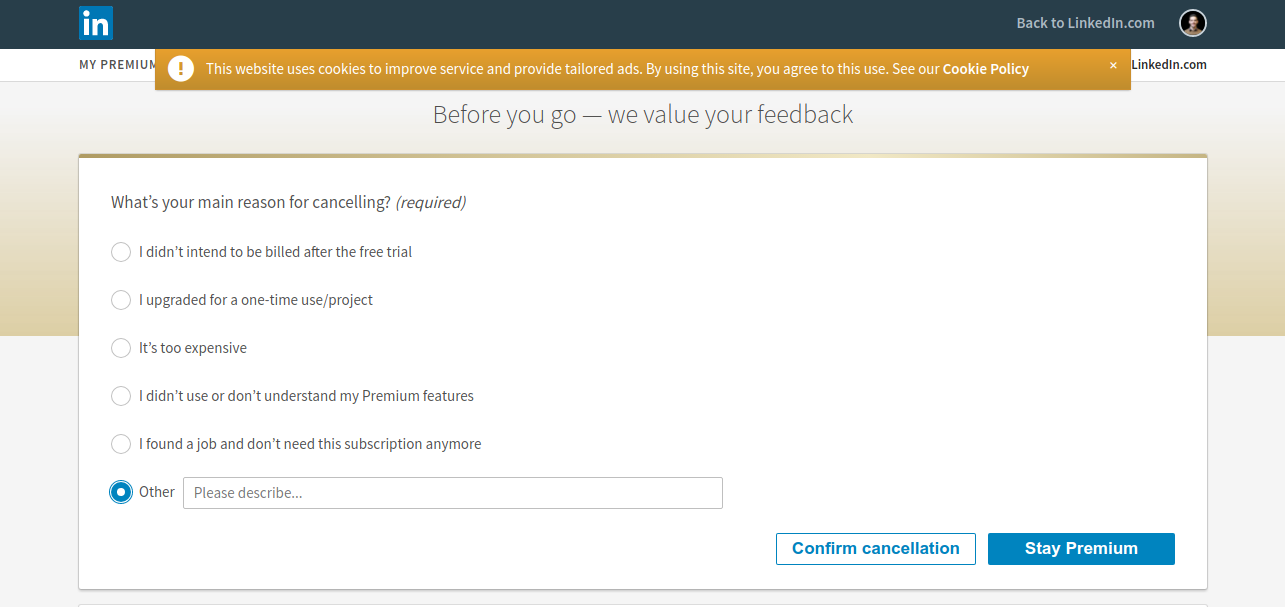 in
Back to LinkedIn.com
MY PREMIUM
This website uses cookies to improve service and provide tailored ads. By using this site, you agree to this use. See our Cookie Policy
×
LinkedIn.com
Before you go — we value your feedback
What’s your main reason for cancelling? (required)
I didn’t intend to be billed after the free trial
I upgraded for a one-time use/project
It’s too expensive
I didn’t use or don’t understand my Premium features
I found a job and don’t need this subscription anymore
Other
Please describe...
Confirm cancellation
Stay Premium